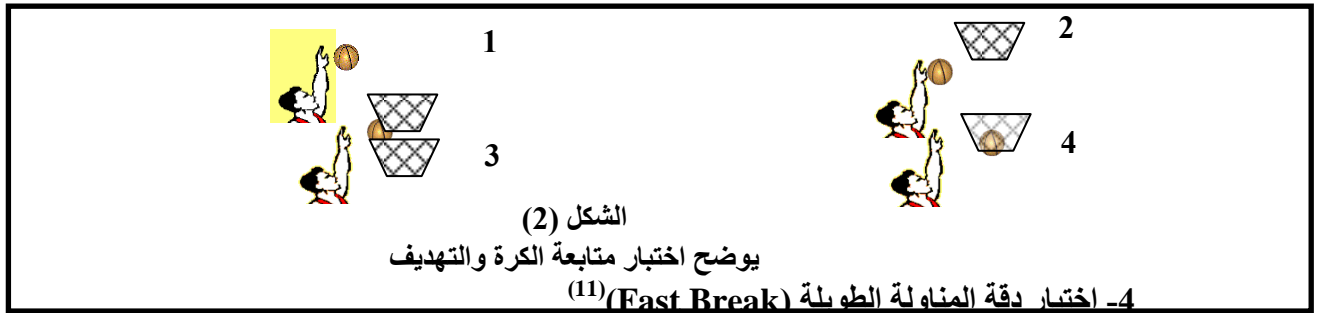 1
2
3
4
الشكل (2)
يوضح اختبار متابعة الكرة والتهديف
4- اختبار دقة المناولة الطويلة (Fast Break)(11)